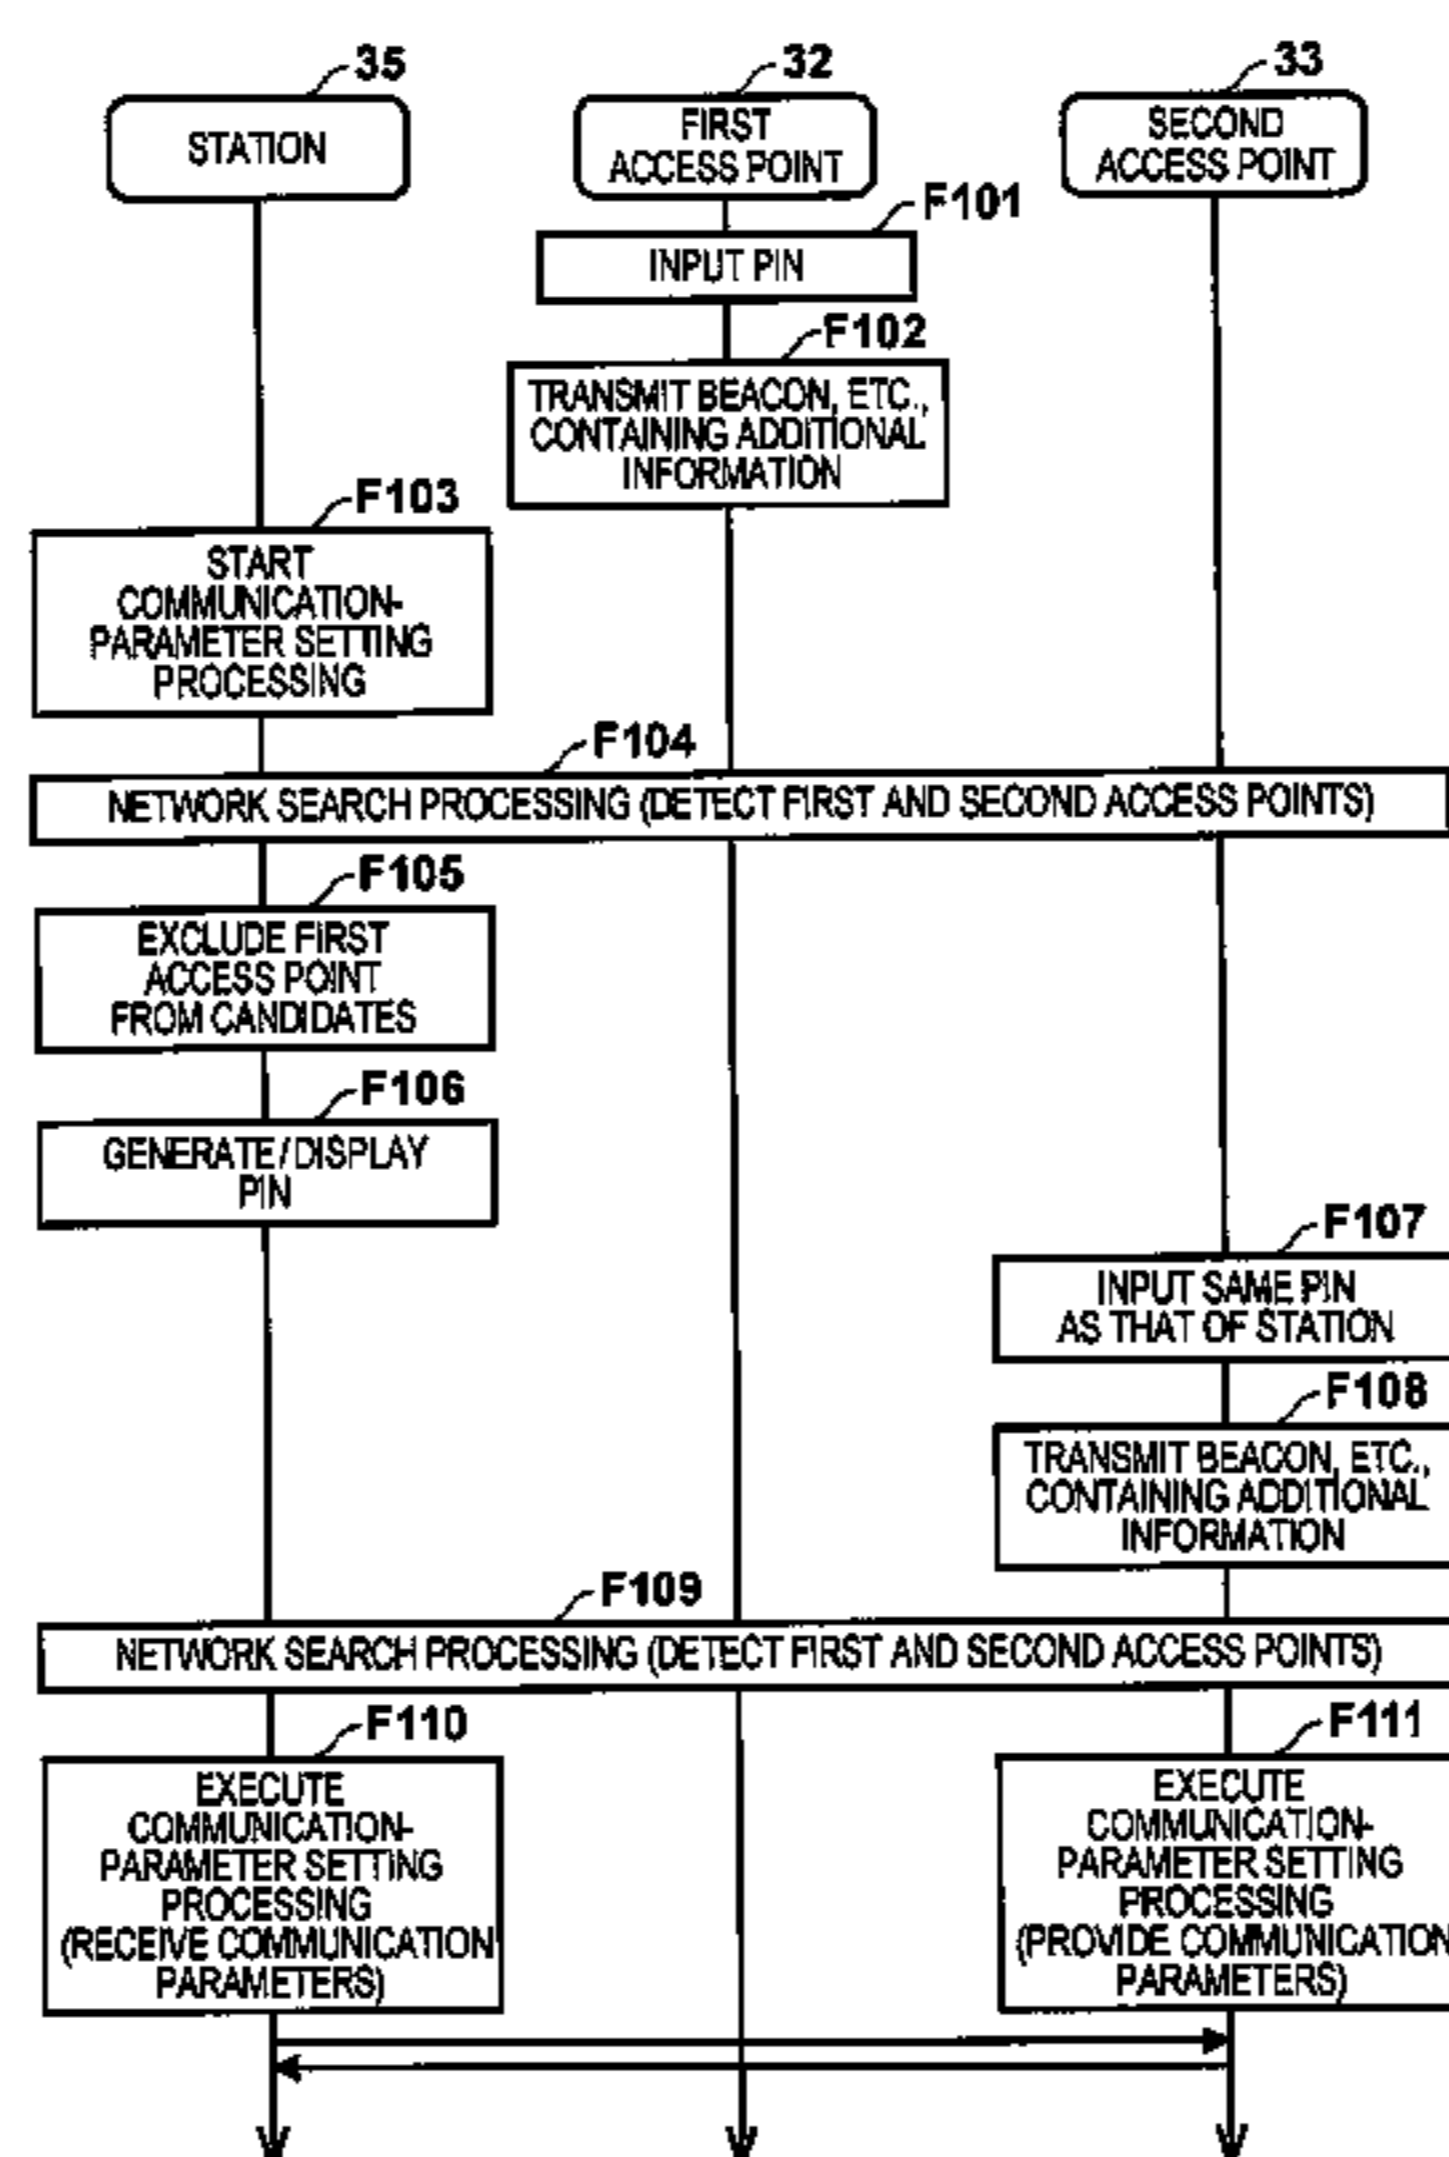 35
32
33
STATION
FIRST
ACCESS POINT
SECOND
ACCESS POINT
F101
INPUT PIN
F102
TRANSMIT BEACON, ETC.,
CONTAINING ADDITIONAL
INFORMATION
F103
START
COMMUNICATION-
PARAMETER SETTING
PROCESSING
F104
NETWORK SEARCH PROCESSING (DETECT FIRST AND SECOND ACCESS POINTS)
F105
EXCLUDE FIRST
ACCESS POINT
FROM CANDIDATES
F106
GENERATE/DISPLAY
PIN
F107
INPUT SAME PIN
AS THAT OF STATION
F108
TRANSMIT BEACON, ETC.,
CONTAINING ADDITIONAL
INFORMATION
F109
NETWORK SEARCH PROCESSING (DETECT FIRST AND SECOND ACCESS POINTS)
F110
EXECUTE
COMMUNICATION-
PARAMETER SETTING
PROCESSING
(RECEIVE COMMUNICATION
PARAMETERS)
F111
EXECUTE
COMMUNICATION-
PARAMETER SETTING
PROCESSING
(PROVIDE COMMUNICATION
PARAMETERS)